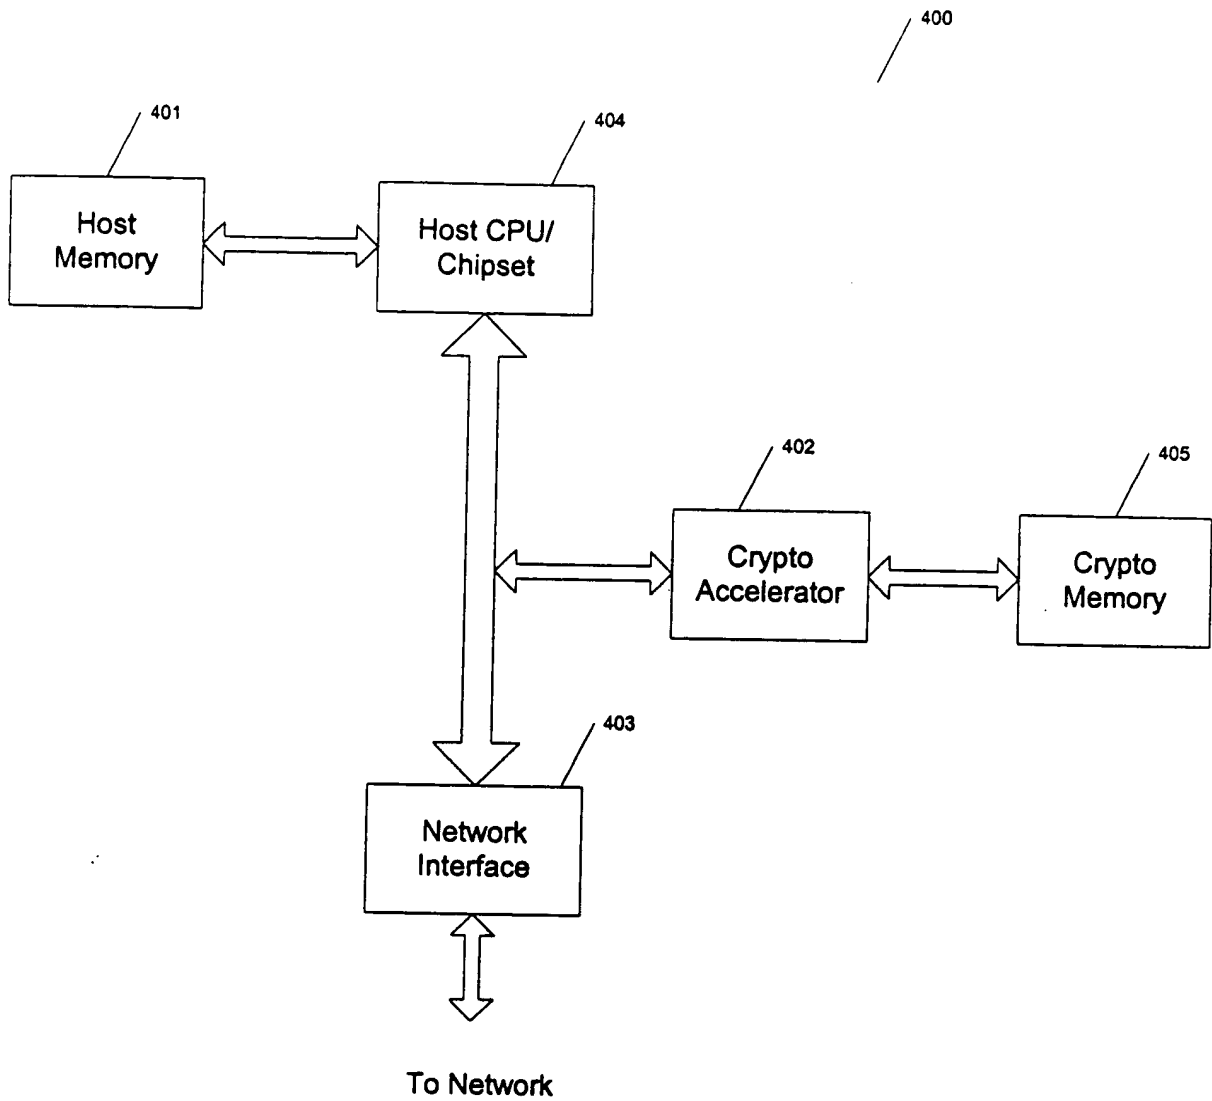 400
401
404
Host
Memory
Host CPU/
Chipset
402
405
Crypto
Accelerator
Crypto
Memory
403
Network
Interface
To Network